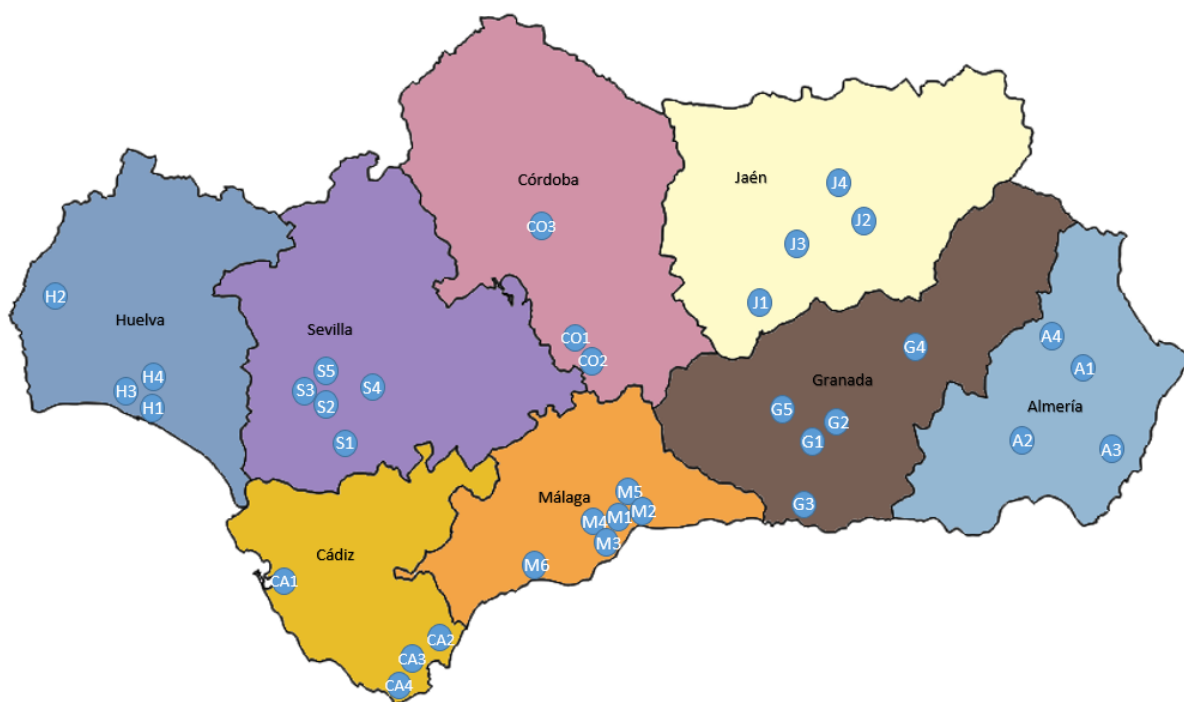 Córdoba
CO3
CO1
CO2
Jaén
J4
J2
J3
J1
H2
Huelva
H4
H3
H1
Sevilla
S5
S3
S4
S2
S1
G4
Granada
G5
G2
G1
G3
A4
A1
Almería
A2
A3
Málaga
M5
M2
M1
M4
M3
M6
Cádiz
CA1
CA2
CA3
CA4